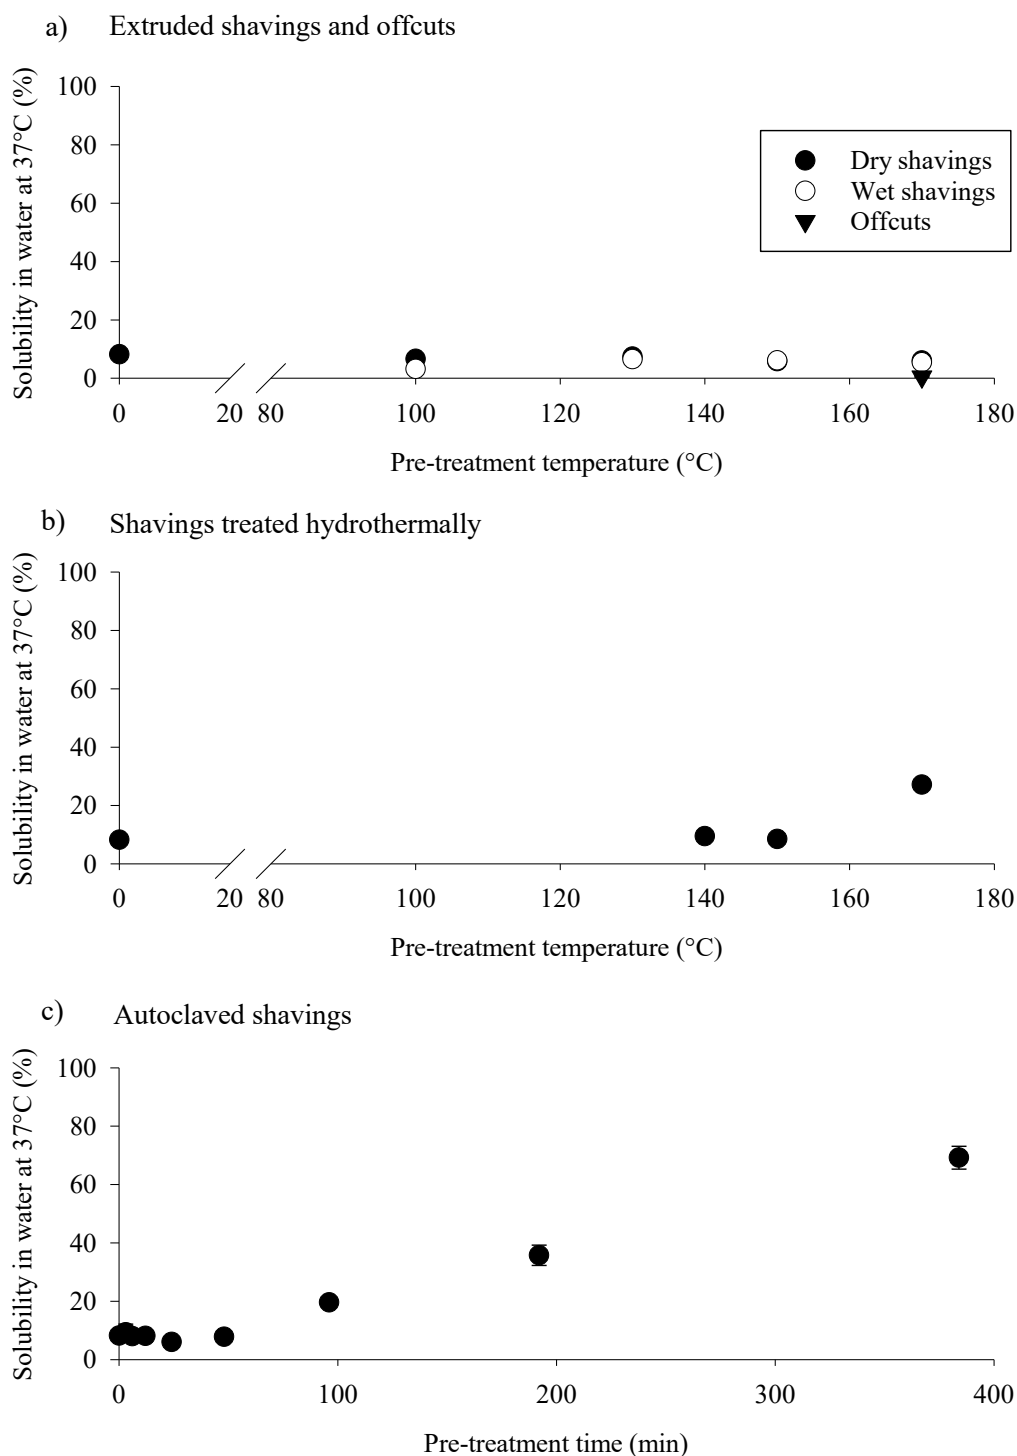 a) Extruded shavings and offcuts
Solubility in water at 37°C (%)
100
80
60
40
20
0
Dry shavings
Wet shavings
Offcuts
0 20 80 100 120 140 160 180
Pre-treatment temperature (°C)
b) Shavings treated hydrothermally
Solubility in water at 37°C (%)
100
80
60
40
20
0
0 20 80 100 120 140 160 180
Pre-treatment temperature (°C)
c) Autoclaved shavings
Solubility in water at 37°C (%)
100
80
60
40
20
0
0 100 200 300 400
Pre-treatment time (min)